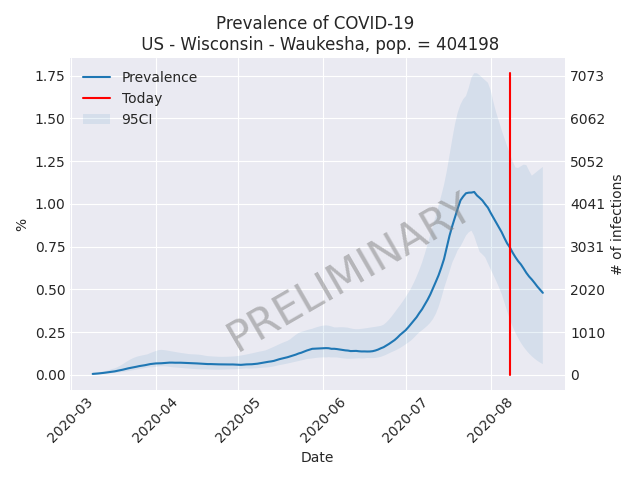 Prevalence of COVID-19
US - Wisconsin - Waukesha, pop. = 404198
Prevalence
Today
95CI
PRELIMINARY
%
1.75
1.50
1.25
1.00
0.75
0.50
0.25
0.00
7073
6062
5052
4041
3031
2020
1010
0
# of infections
2020-03
2020-04
2020-05
2020-06
2020-07
2020-08
Date